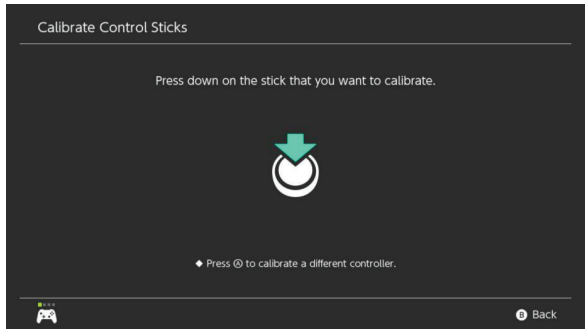 Calibrate Control Sticks
Press down on the stick that you want to calibrate.
◆ Press Ⓐ to calibrate a different controller.
Ⓑ Back